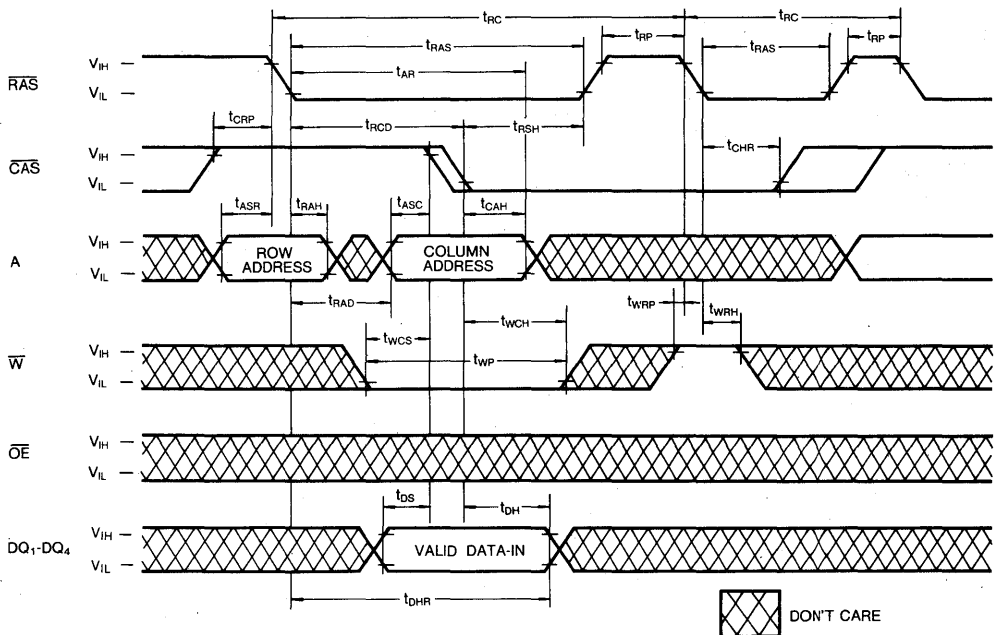 tRC tRC
tRAS tRP tRAS tRP
tAR
RAS VIH
VIL
tCRP tRCD tRSH
tCHR
CAS VIH
VIL
tASR tRAH tASC tCAH
A VIH
VIL
ROW ADDRESS
COLUMN ADDRESS
tRAD
tWRP tWRH
tWCS tWCH
tWP
W VIH
VIL
OE VIH
VIL
tDS tDH
DQ1-DQ4 VIH
VIL
VALID DATA-IN
tDHR
DON'T CARE